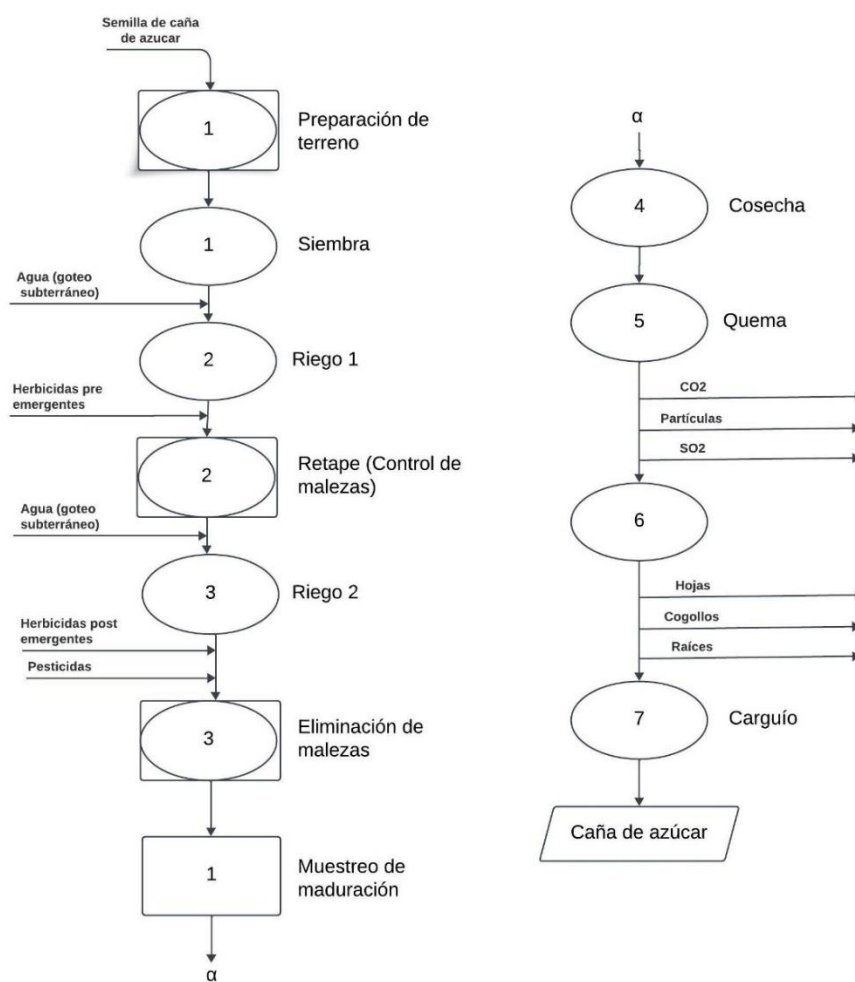 Semilla de caña
de azucar
1
Preparación de
terreno
1
Siembra
Agua (goteo
subterráneo)
2
Riego 1
Herbicidas pre
emergentes
2
Retape (Control de
malezas)
Agua (goteo
subterráneo)
3
Riego 2
Herbicidas post
emergentes
Pesticidas
3
Eliminación de
malezas
1
Muestreo de
maduración
α
α
4
Cosecha
5
Quema
CO2
Partículas
SO2
6
Hojas
Cogollos
Raíces
7
Carguío
Caña de azúcar